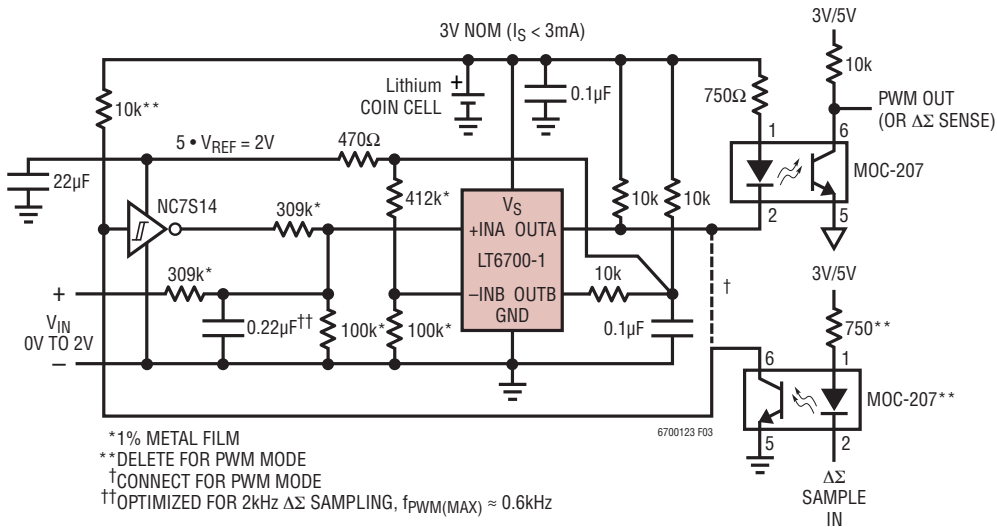 3V NOM (IS < 3mA)
3V/5V
10k
PWM OUT
(OR ΔΣ SENSE)
Lithium
COIN CELL
+
0.1µF
750Ω
1
6
MOC-207
2
5
10k**
5 • VREF = 2V
470Ω
22µF
NC7S14
309k*
412k*
10k
10k
VS
+INA OUTA
LT6700-1
–INB OUTB
GND
10k
†
3V/5V
309k*
+
VIN
0V TO 2V
–
0.22µF††
100k*
100k*
0.1µF
750**
6
1
MOC-207**
5
2
6700123 F03
ΔΣ
SAMPLE
IN
*1% METAL FILM
**DELETE FOR PWM MODE
†CONNECT FOR PWM MODE
††OPTIMIZED FOR 2kHz ΔΣ SAMPLING, fPWM(MAX) ≈ 0.6kHz